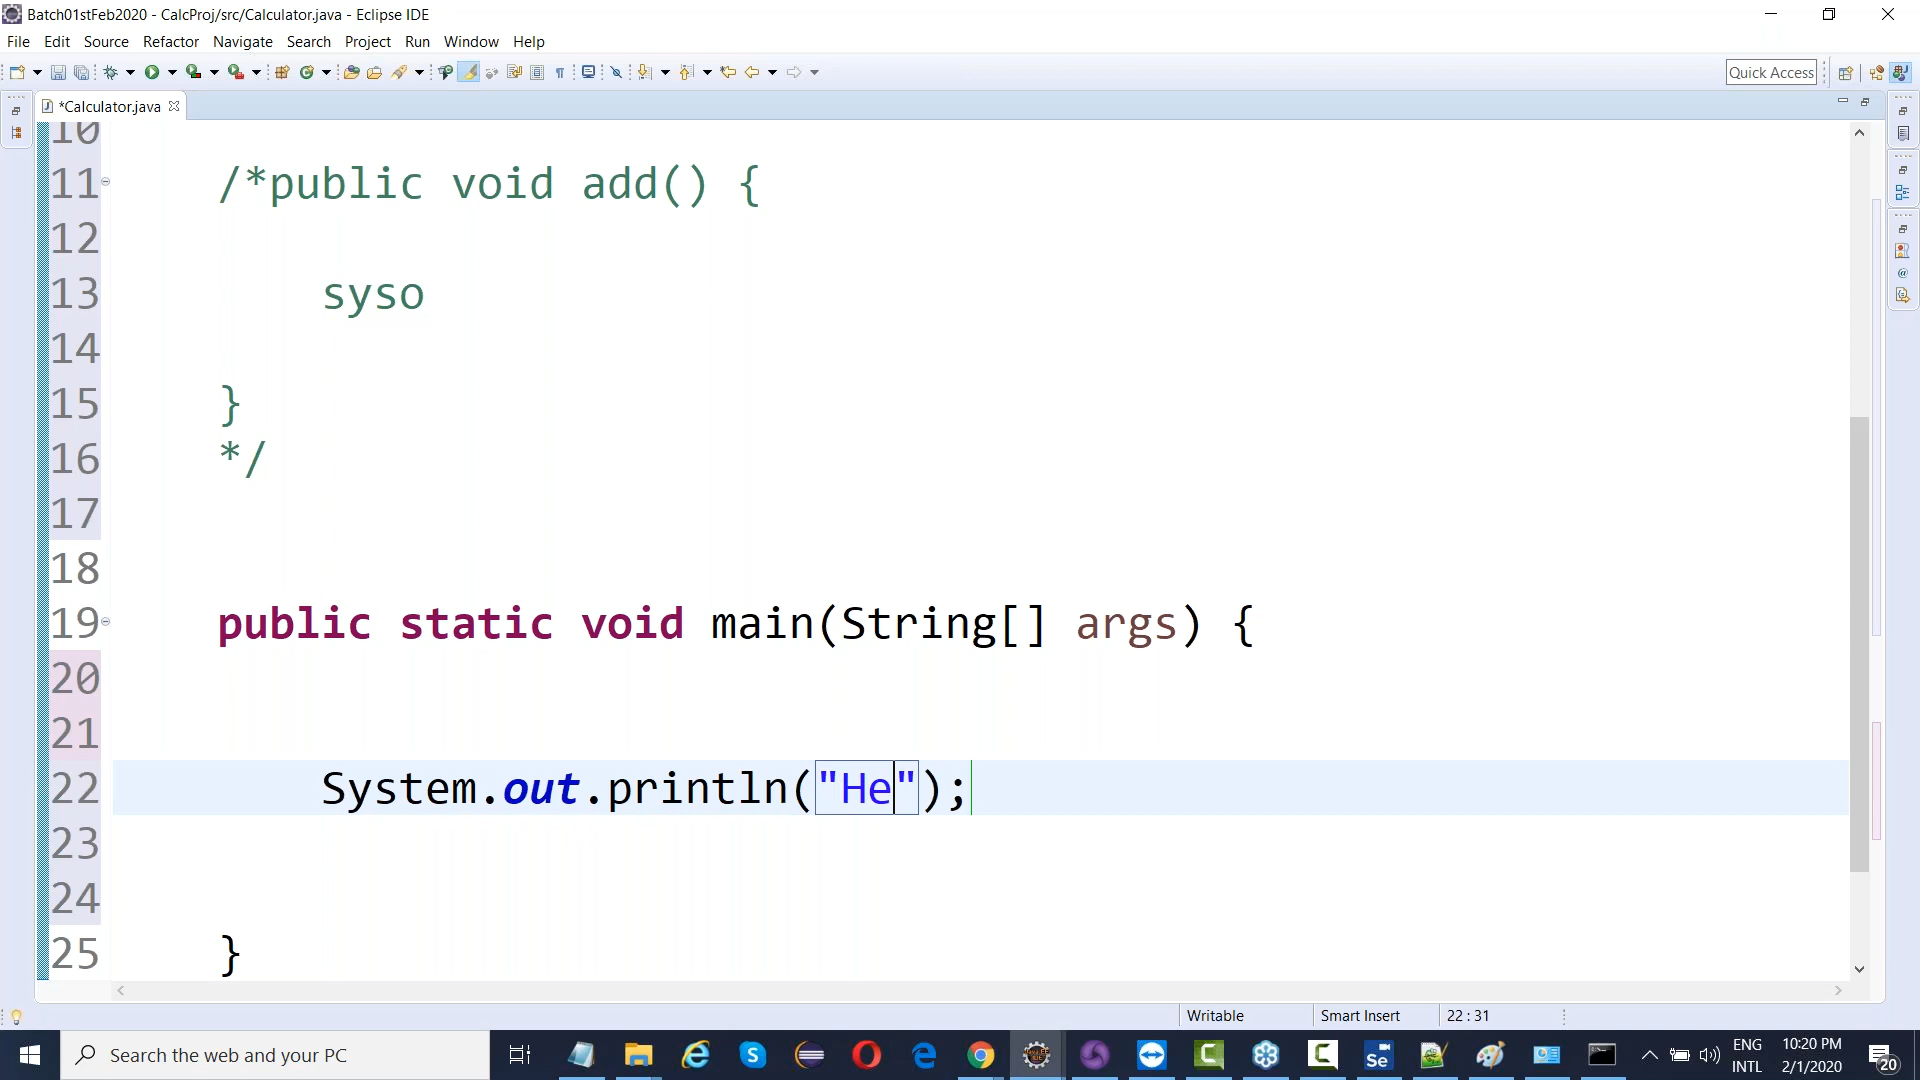 Batch01stFeb2020 - CalcProj/src/Calculator.java - Eclipse IDE
File Edit Source Refactor Navigate Search Project Run Window Help
Quick Access
*Calculator.java
10
11 /*public void add() {
12
13 syso
14
15 }
16 */
17
18
19 public static void main(String[] args) {
20
21
22 System.out.println("He");
23
24
25 }
Writable Smart Insert 22 : 31
Search the web and your PC
ENG 10:20 PM
INTL 2/1/2020
20